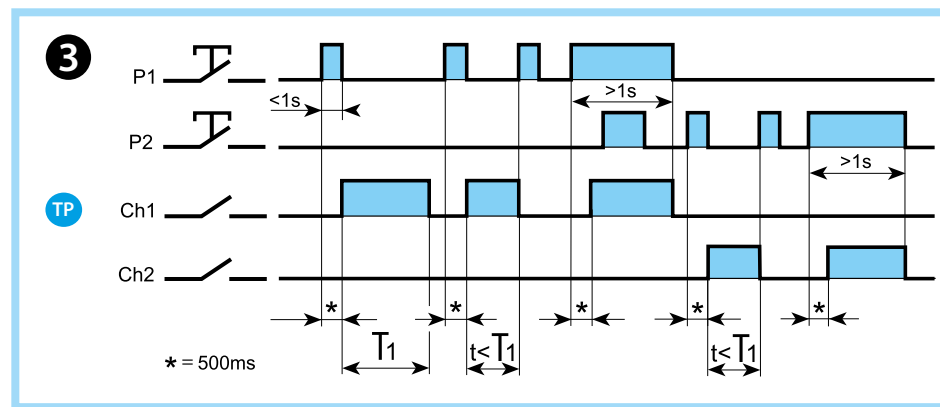 3
P1
<1s
>1s
P2
>1s
TP
Ch1
Ch2
* * * * *
T1 t<T1 t<T1
* = 500ms